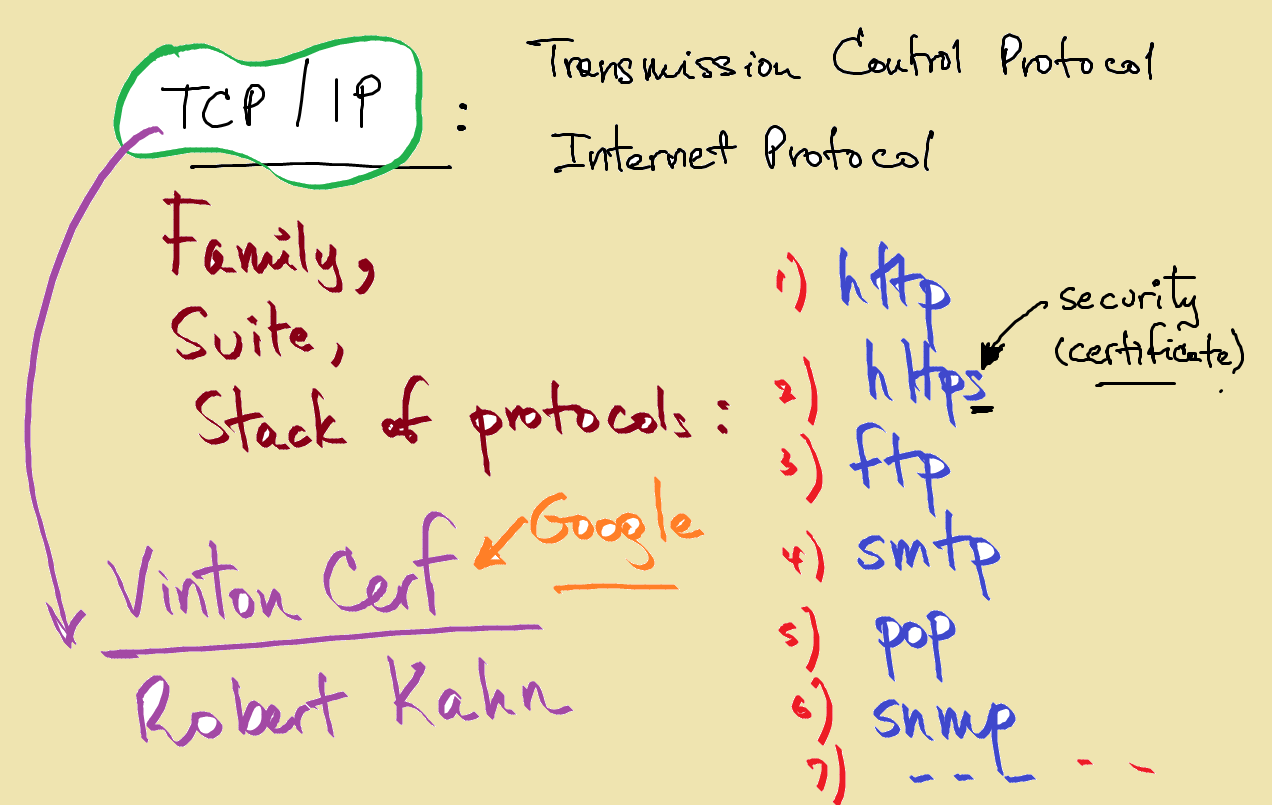 TCP / IP : Transmission Control Protocol
Internet Protocol
Family,
Suite,
Stack of protocols :
1) http
security
(certificate)
2) https
3) ftp
4) smtp
5) pop
6) snmp
7) _ _ _ - -
Google
Vinton Cerf
Robert Kahn